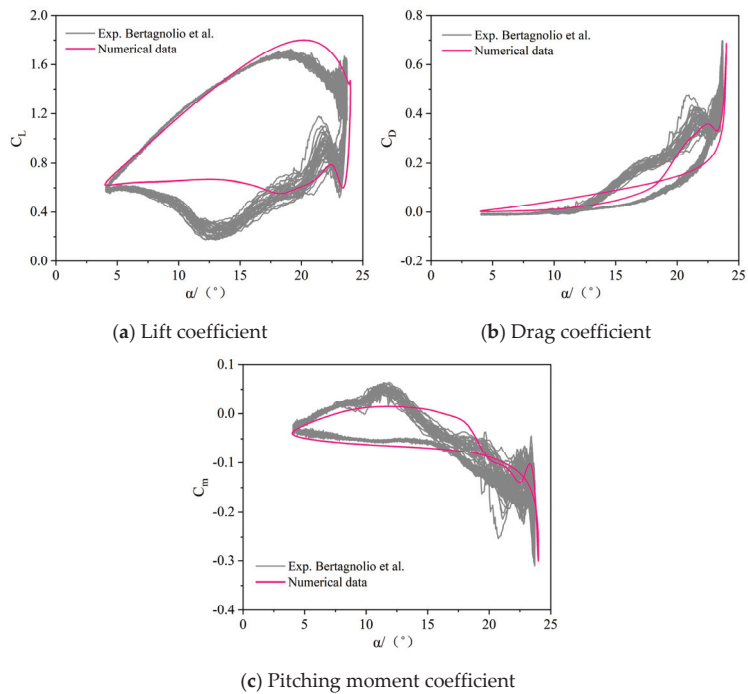 Exp. Bertagnolio et al.
Numerical data
2.0
1.6
1.2
0.8
0.4
0.0
C_L
0 5 10 15 20 25
α/（°）
(a) Lift coefficient
Exp. Bertagnolio et al.
Numerical data
0.8
0.6
0.4
0.2
0.0
-0.2
C_D
0 5 10 15 20 25
α/（°）
(b) Drag coefficient
0.1
0.0
-0.1
-0.2
-0.3
-0.4
C_m
Exp. Bertagnolio et al.
Numerical data
0 5 10 15 20 25
α/（°）
(c) Pitching moment coefficient